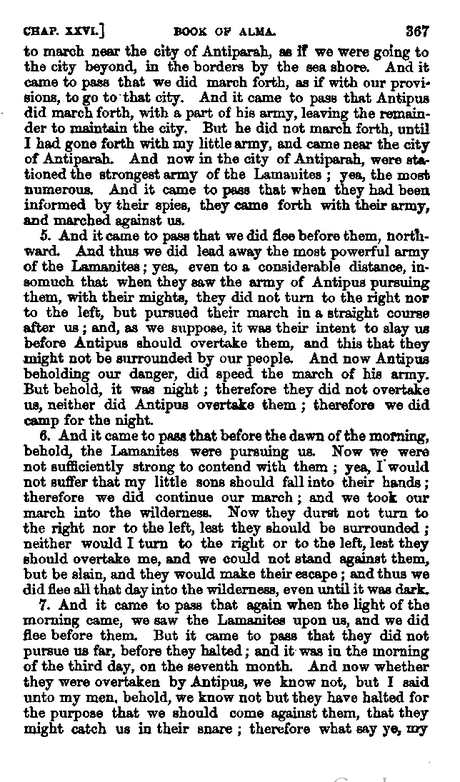 CHAP. XXVI.] BOOK OF ALMA. 367
to march near the city of Antiparah, as if we were going to
the city beyond, in the borders by the sea shore. And it
came to pass that we did march forth, as if with our provi-
sions, to go to that city. And it came to pass that Antipus
did march forth, with a part of his army, leaving the remain-
der to maintain the city. But he did not march forth, until
I had gone forth with my little army, and came near the city
of Antiparah. And now in the city of Antiparah, were sta-
tioned the strongest army of the Lamanites ; yea, the most
numerous. And it came to pass that when they had been
informed by their spies, they came forth with their army,
and marched against us.
5. And it came to pass that we did flee before them, north-
ward. And thus we did lead away the most powerful army
of the Lamanites ; yea, even to a considerable distance, in-
somuch that when they saw the army of Antipus pursuing
them, with their mights, they did not turn to the right nor
to the left, but pursued their march in a straight course
after us ; and, as we suppose, it was their intent to slay us
before Antipus should overtake them, and this that they
might not be surrounded by our people. And now Antipus
beholding our danger, did speed the march of his army.
But behold, it was night ; therefore they did not overtake
us, neither did Antipus overtake them ; therefore we did
camp for the night.
6. And it came to pass that before the dawn of the morning,
behold, the Lamanites were pursuing us. Now we were
not sufficiently strong to contend with them ; yea, I would
not suffer that my little sons should fall into their hands ;
therefore we did continue our march ; and we took our
march into the wilderness. Now they durst not turn to
the right nor to the left, lest they should be surrounded ;
neither would I turn to the right or to the left, lest they
should overtake me, and we could not stand against them,
but be slain, and they would make their escape ; and thus we
did flee all that day into the wilderness, even until it was dark.
7. And it came to pass that again when the light of the
morning came, we saw the Lamanites upon us, and we did
flee before them. But it came to pass that they did not
pursue us far, before they halted ; and it was in the morning
of the third day, on the seventh month. And now whether
they were overtaken by Antipus, we know not, but I said
unto my men, behold, we know not but they have halted for
the purpose that we should come against them, that they
might catch us in their snare ; therefore what say ye, my